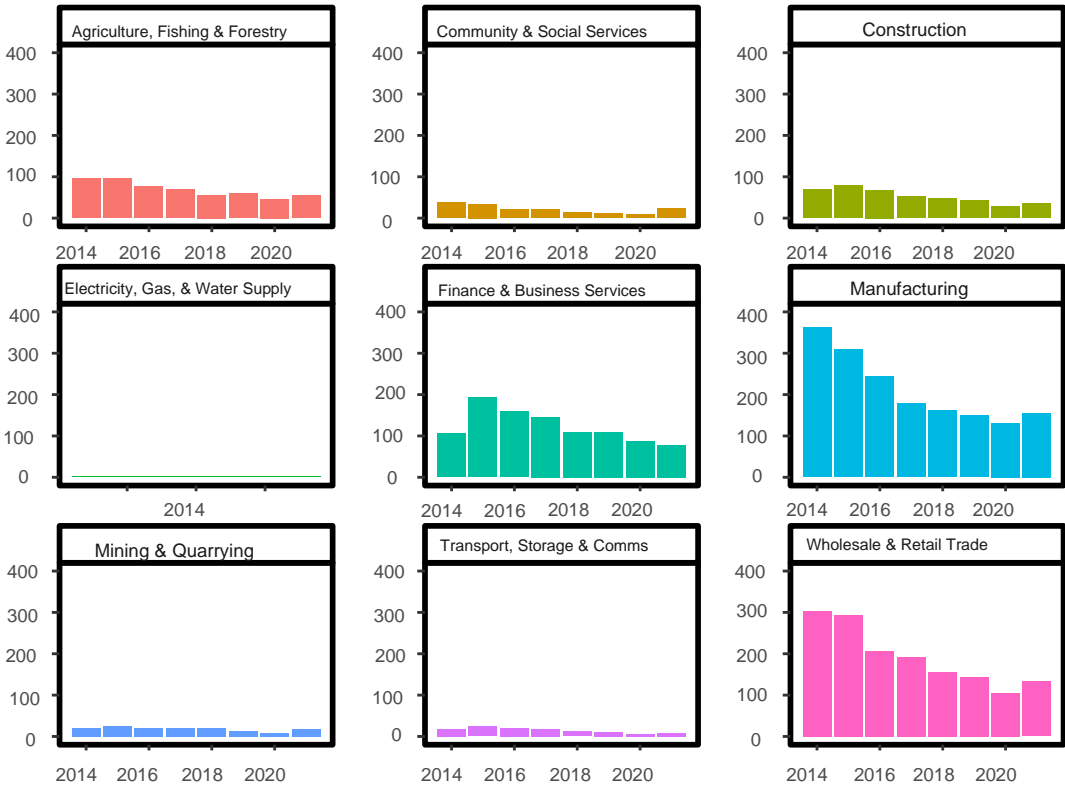 Agriculture, Fishing & Forestry
400
300
200
100
0
2014 2016 2018 2020
Community & Social Services
400
300
200
100
0
2014 2016 2018 2020
Construction
400
300
200
100
0
2014 2016 2018 2020
Electricity, Gas, & Water Supply
400
300
200
100
0
2014
Finance & Business Services
400
300
200
100
0
2014 2016 2018 2020
Manufacturing
400
300
200
100
0
2014 2016 2018 2020
Mining & Quarrying
400
300
200
100
0
2014 2016 2018 2020
Transport, Storage & Comms
400
300
200
100
0
2014 2016 2018 2020
Wholesale & Retail Trade
400
300
200
100
0
2014 2016 2018 2020